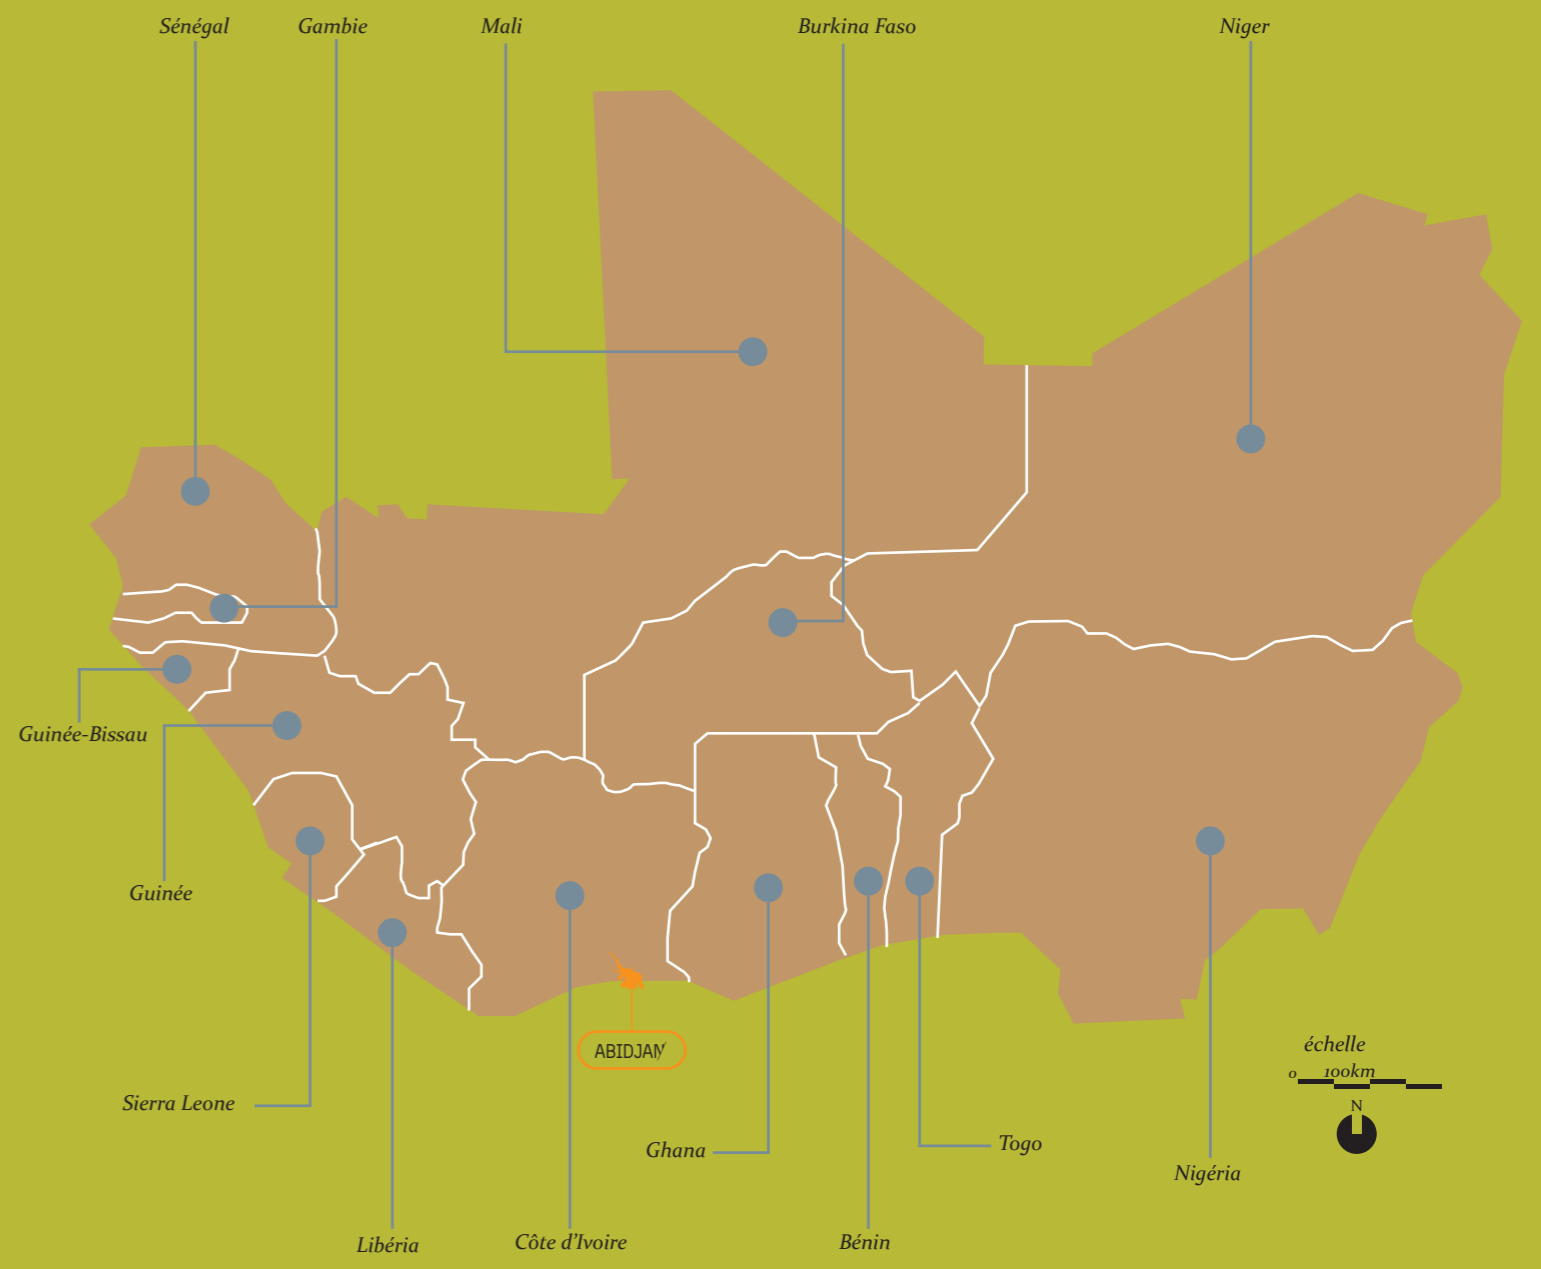 Sénégal
Gambie
Mali
Burkina Faso
Niger
Guinée-Bissau
Guinée
ABIDJAN
échelle
0 100km
N
Sierra Leone
Ghana
Togo
Nigéria
Libéria
Côte d'Ivoire
Bénin